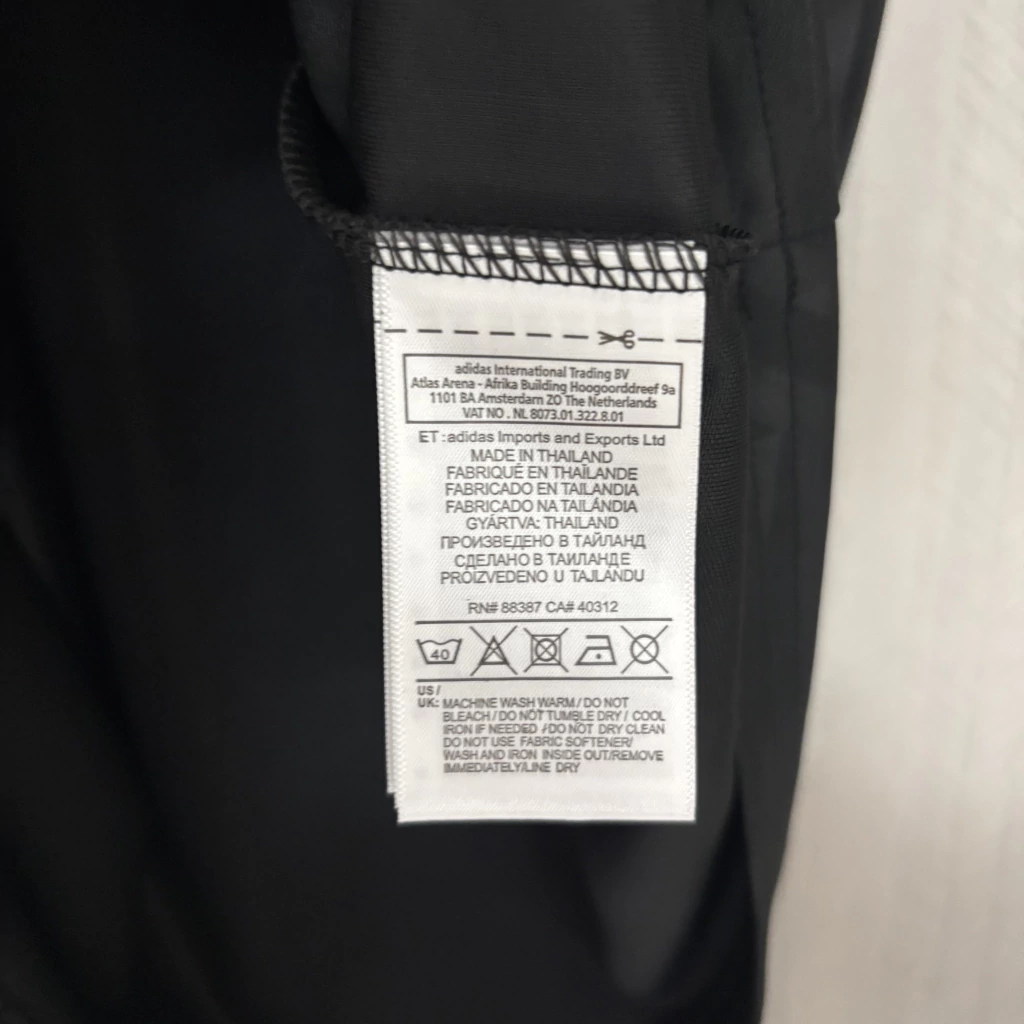 adidas International Trading BV
Atlas Arena - Afrika Building Hoogoorddreef 9a
1101 BA Amsterdam ZO The Netherlands
VAT NO . NL 8073.01.322.8.01
ET : adidas Imports and Exports Ltd
MADE IN THAILAND
FABRIQUÉ EN THAÏLANDE
FABRICADO EN TAILANDIA
FABRICADO NA TAILÁNDIA
GYÁRTVA: THAILAND
ПРОИЗВЕДЕНО В ТАЙЛАНД
СДЕЛАНО В ТАИЛАНДЕ
PROIZVEDENO U TAJLANDU
RN# 88387 CA# 40312
40
US /
UK: MACHINE WASH WARM / DO NOT
BLEACH / DO NOT TUMBLE DRY / COOL
IRON IF NEEDED / DO NOT DRY CLEAN
DO NOT USE FABRIC SOFTENER/
WASH AND IRON INSIDE OUT/REMOVE
IMMEDIATELY/LINE DRY